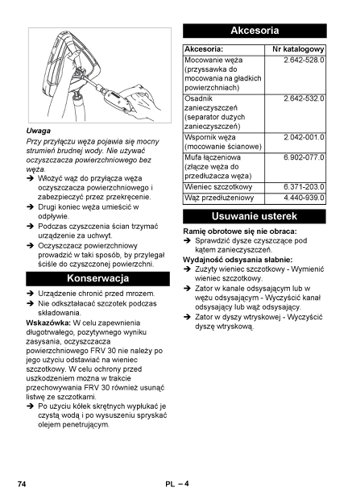 Uwaga
Przy przyłączu węża pojawia się mocny
strumień brudnej wody. Nie używać
oczyszczacza powierzchniowego bez
węża.
➔ Włożyć wąż do przyłącza węża
oczyszczacza powierzchniowego i
zabezpieczyć przez przekręcenie.
➔ Drugi koniec węża umieścić w
odpływie.
➔ Podczas czyszczenia ścian trzymać
urządzenie za uchwyt.
➔ Oczyszczacz powierzchniowy
prowadzić w taki sposób, by przylegał
ściśle do czyszczonej powierzchni.
Konserwacja
➔ Urządzenie chronić przed mrozem.
➔ Nie odkształcać szczotek podczas
składowania.
Wskazówka: W celu zapewnienia
długotrwałego, pozytywnego wyniku
zasysania, oczyszczacza
powierzchniowego FRV 30 nie należy po
jego użyciu odstawiać na wieniec
szczotkowy. W celu ochrony przed
uszkodzeniem można w trakcie
przechowywania FRV 30 również usunąć
listwę ze szczotkami.
➔ Po użyciu kółek skrętnych wypłukać je
czystą wodą i po wysuszeniu spryskać
olejem penetrującym.
Akcesoria
Akcesoria: Nr katalogowy
Mocowanie węża 2.642-528.0
(przyssawka do
mocowania na gładkich
powierzchniach)
Osadnik 2.642-532.0
zanieczyszczeń
(separator dużych
zanieczyszczeń)
Wspornik węża 2.042-001.0
(mocowanie ścianowe)
Mufa łączeniowa 6.902-077.0
(złącze węża do
przedłużacza węża)
Wieniec szczotkowy 6.371-203.0
Wąż przedłużeniowy 4.440-939.0
Usuwanie usterek
Ramię obrotowe się nie obraca:
➔ Sprawdzić dysze czyszczące pod
kątem zanieczyszczeń.
Wydajność odsysania słabnie:
➔ Zużyty wieniec szczotkowy - Wymienić
wieniec szczotkowy.
➔ Zator w kanale odsysającym lub w
wężu odsysającym - Wyczyścić kanał
odsysający lub wąż odsysający.
➔ Zator w dyszy wtryskowej - Wyczyścić
dyszę wtryskową.
74 PL – 4